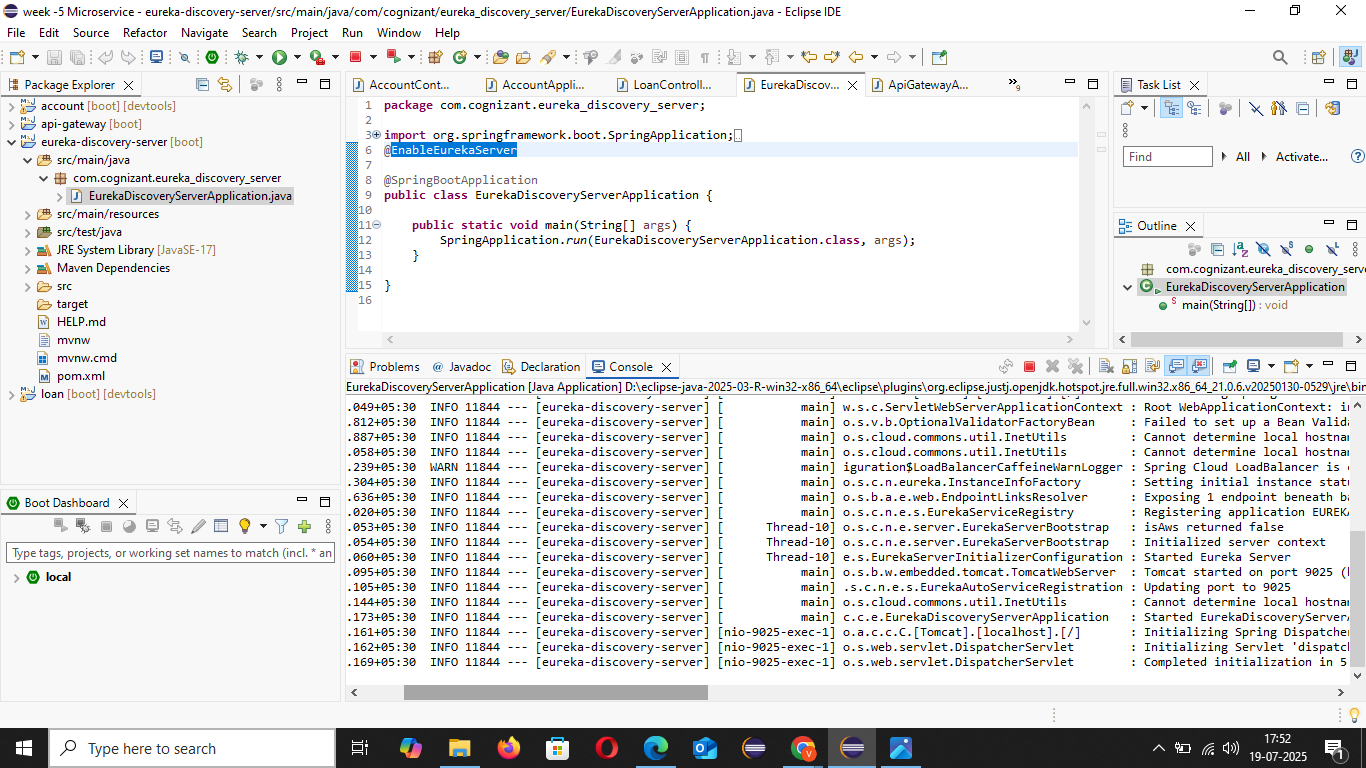 week -5 Microservice - eureka-discovery-server/src/main/java/com/cognizant/eureka_discovery_server/EurekaDiscoveryServerApplication.java - Eclipse IDE
File Edit Source Refactor Navigate Search Project Run Window Help
Package Explorer
account [boot] [devtools]
api-gateway [boot]
eureka-discovery-server [boot]
src/main/java
com.cognizant.eureka_discovery_server
EurekaDiscoveryServerApplication.java
src/main/resources
src/test/java
JRE System Library [JavaSE-17]
Maven Dependencies
src
target
HELP.md
mvnw
mvnw.cmd
pom.xml
loan [boot] [devtools]
Boot Dashboard
Type tags, projects, or working set names to match (incl. * an
local
AccountCont... AccountAppli... LoanControll... EurekaDiscov... ApiGatewayA... 9
1 package com.cognizant.eureka_discovery_server;
2
3 import org.springframework.boot.SpringApplication;
6 @EnableEurekaServer
7
8 @SpringBootApplication
9 public class EurekaDiscoveryServerApplication {
10
11 public static void main(String[] args) {
12 SpringApplication.run(EurekaDiscoveryServerApplication.class, args);
13 }
14
15 }
16
Task List
Find All Activate...
Outline
com.cognizant.eureka_discovery_serve
EurekaDiscoveryServerApplication
main(String[]) : void
Problems Javadoc Declaration Console
EurekaDiscoveryServerApplication [Java Application] D:\eclipse-java-2025-03-R-win32-x86_64\eclipse\plugins\org.eclipse.justj.openjdk.hotspot.jre.full.win32.x86_64_21.0.6.v20250130-0529\jre\bin
.049+05:30 INFO 11844 --- [eureka-discovery-server] [ main] w.s.c.ServletWebServerApplicationContext : Root WebApplicationContext: in
.812+05:30 INFO 11844 --- [eureka-discovery-server] [ main] o.s.v.b.OptionalValidatorFactoryBean : Failed to set up a Bean Valida
.887+05:30 INFO 11844 --- [eureka-discovery-server] [ main] o.s.cloud.commons.util.InetUtils : Cannot determine local hostnam
.058+05:30 INFO 11844 --- [eureka-discovery-server] [ main] o.s.cloud.commons.util.InetUtils : Cannot determine local hostnam
.239+05:30 WARN 11844 --- [eureka-discovery-server] [ main] iguration$LoadBalancerCaffeineWarnLogger : Spring Cloud LoadBalancer is c
.304+05:30 INFO 11844 --- [eureka-discovery-server] [ main] o.s.c.n.eureka.InstanceInfoFactory : Setting initial instance statu
.636+05:30 INFO 11844 --- [eureka-discovery-server] [ main] o.s.b.a.e.web.EndpointLinksResolver : Exposing 1 endpoint beneath ba
.020+05:30 INFO 11844 --- [eureka-discovery-server] [ main] o.s.c.n.e.s.EurekaServiceRegistry : Registering application EUREKA
.053+05:30 INFO 11844 --- [eureka-discovery-server] [ Thread-10] o.s.c.n.e.server.EurekaServerBootstrap : isAws returned false
.054+05:30 INFO 11844 --- [eureka-discovery-server] [ Thread-10] o.s.c.n.e.server.EurekaServerBootstrap : Initialized server context
.060+05:30 INFO 11844 --- [eureka-discovery-server] [ Thread-10] e.s.EurekaServerInitializerConfiguration : Started Eureka Server
.095+05:30 INFO 11844 --- [eureka-discovery-server] [ main] o.s.b.w.embedded.tomcat.TomcatWebServer : Tomcat started on port 9025 (h
.105+05:30 INFO 11844 --- [eureka-discovery-server] [ main] .s.c.n.e.s.EurekaAutoServiceRegistration : Updating port to 9025
.144+05:30 INFO 11844 --- [eureka-discovery-server] [ main] o.s.cloud.commons.util.InetUtils : Cannot determine local hostnam
.173+05:30 INFO 11844 --- [eureka-discovery-server] [ main] c.c.e.EurekaDiscoveryServerApplication : Started EurekaDiscoveryServerA
.161+05:30 INFO 11844 --- [eureka-discovery-server] [nio-9025-exec-1] o.a.c.c.C.[Tomcat].[localhost].[/] : Initializing Spring Dispatcher
.162+05:30 INFO 11844 --- [eureka-discovery-server] [nio-9025-exec-1] o.s.web.servlet.DispatcherServlet : Initializing Servlet 'dispatch
.169+05:30 INFO 11844 --- [eureka-discovery-server] [nio-9025-exec-1] o.s.web.servlet.DispatcherServlet : Completed initialization in 5
Type here to search
17:52
19-07-2025
1